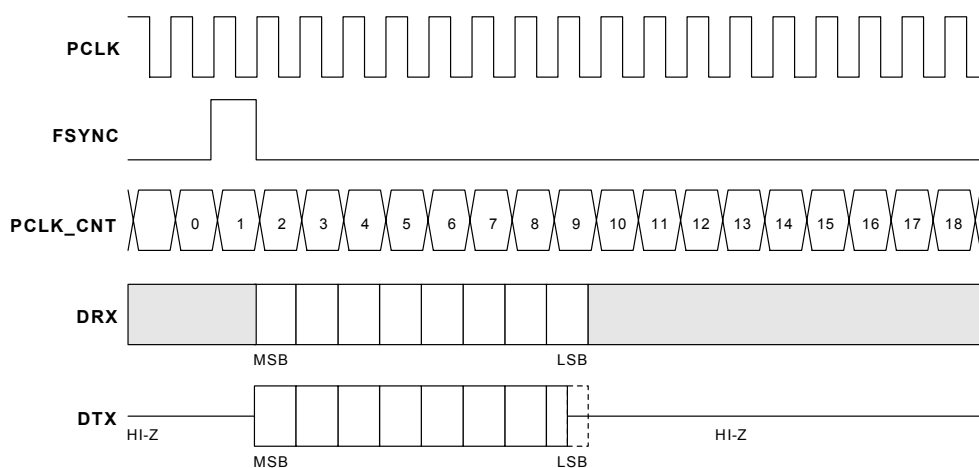 PCLK
FSYNC
PCLK_CNT 0 1 2 3 4 5 6 7 8 9 10 11 12 13 14 15 16 17 18
DRX
MSB LSB
DTX
HI-Z HI-Z
MSB LSB